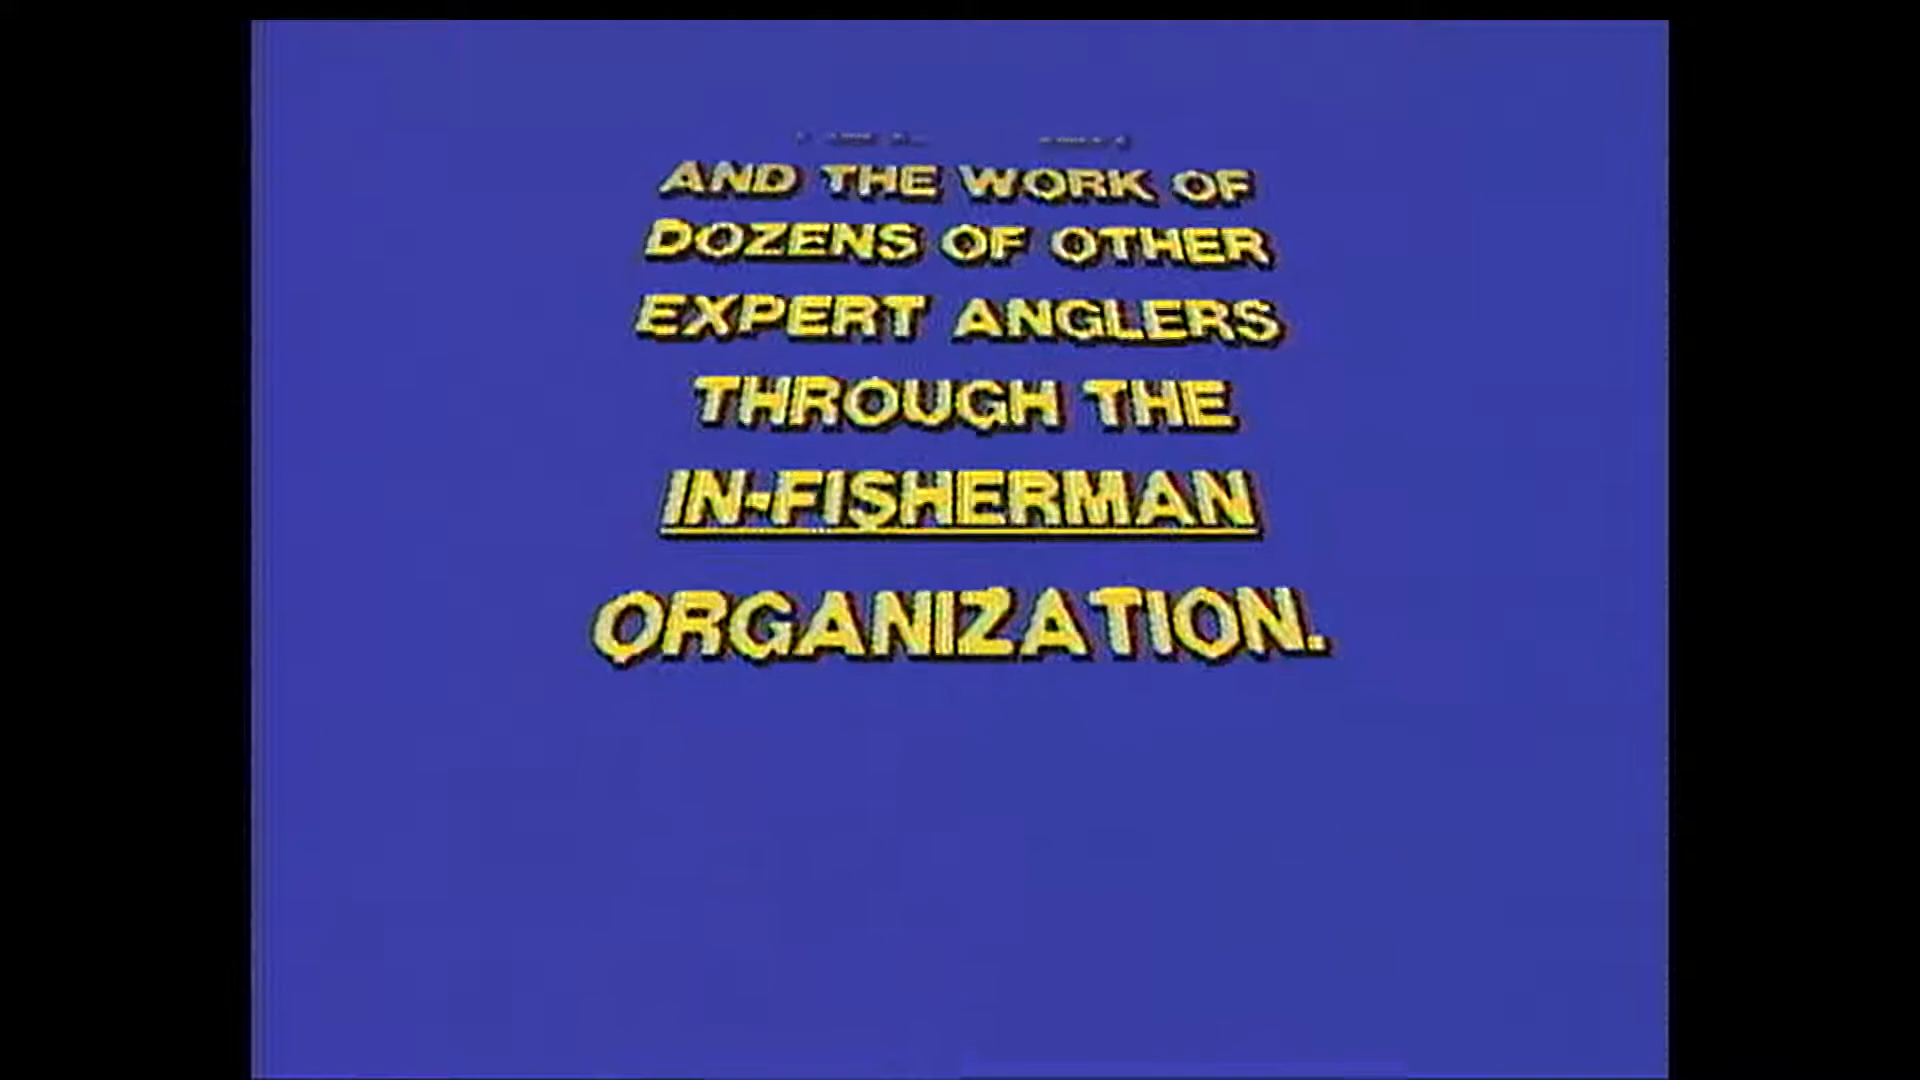 AND THE WORK OF
DOZENS OF OTHER
EXPERT ANGLERS
THROUGH THE
IN-FISHERMAN
ORGANIZATION.